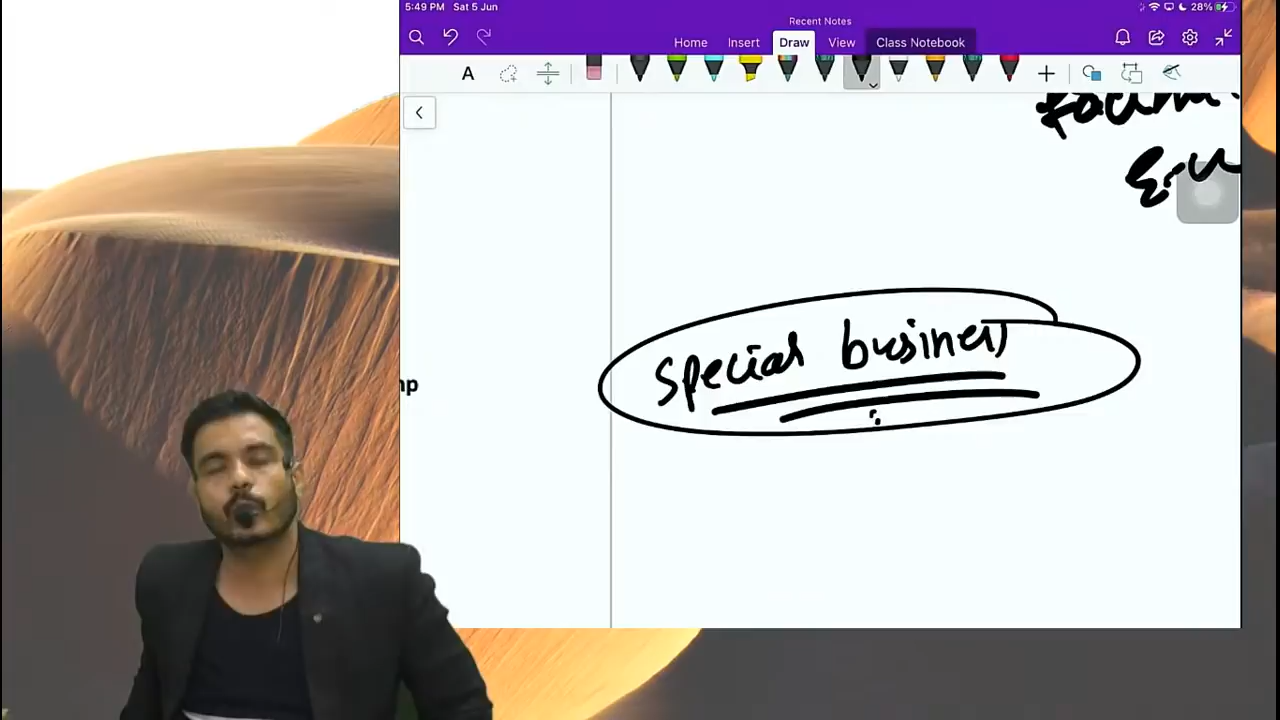 5:49 PM Sat 5 Jun
28%
Recent Notes
Home Insert Draw View Class Notebook
A
Special business